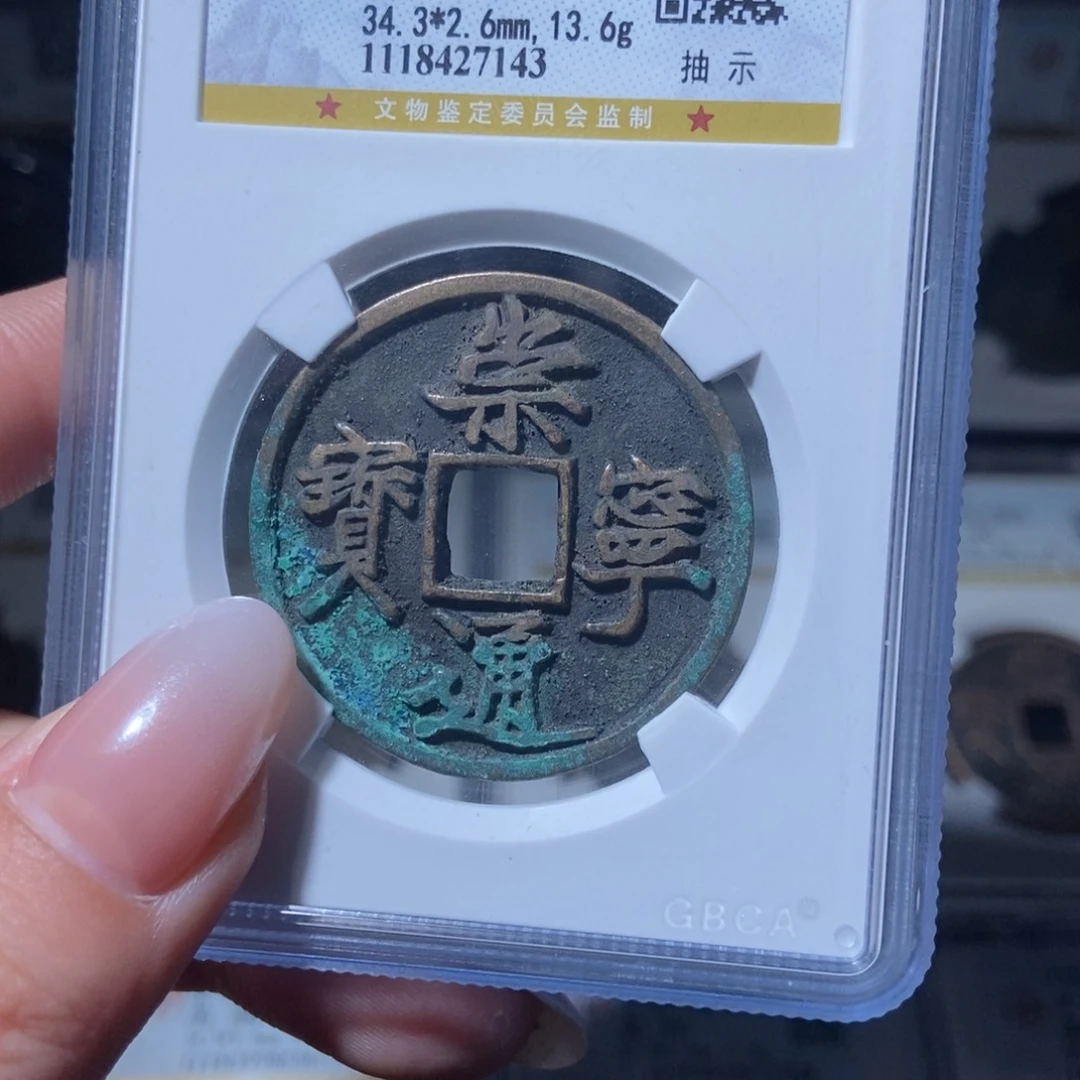 34.3*2.6mm,13.6g
1118427143
抽示
★ 文物鉴定委员会监制 ★
崇
寧
通
寶
GBCA